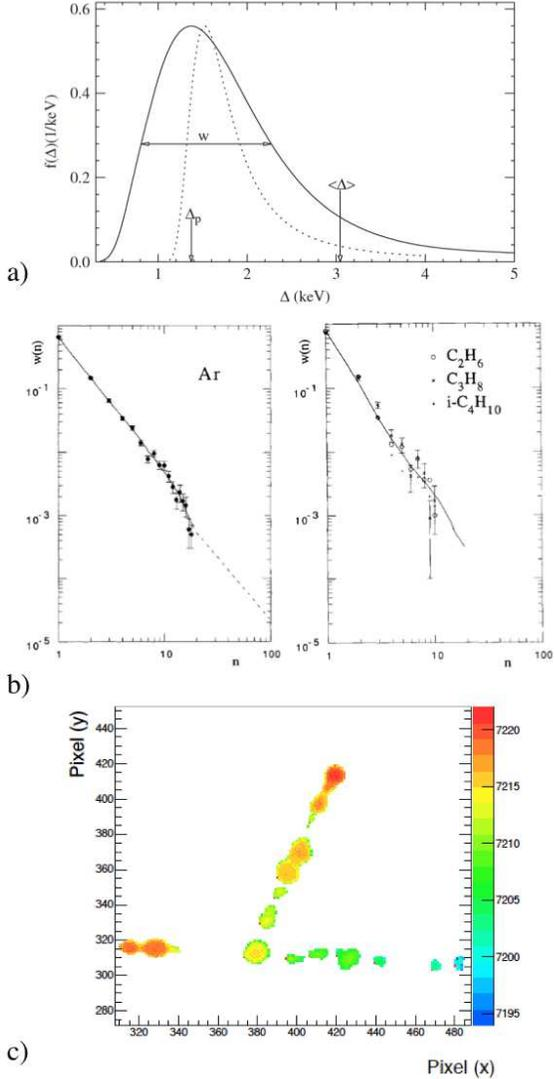 f(Δ)(1/keV)
0.6
0.4
0.2
0.0
w
Δp
<Δ>
1 2 3 4 5
Δ (keV)
a)
w(n)
10-1
10-3
10-5
Ar
1 10 100
n
w(n)
10-1
10-3
10-5
C2H6
C3H8
i-C4H10
1 10 100
n
b)
Pixel (y)
440
420
400
380
360
340
320
300
280
320 340 360 380 400 420 440 460 480
Pixel (x)
7220
7215
7210
7205
7200
7195
c)